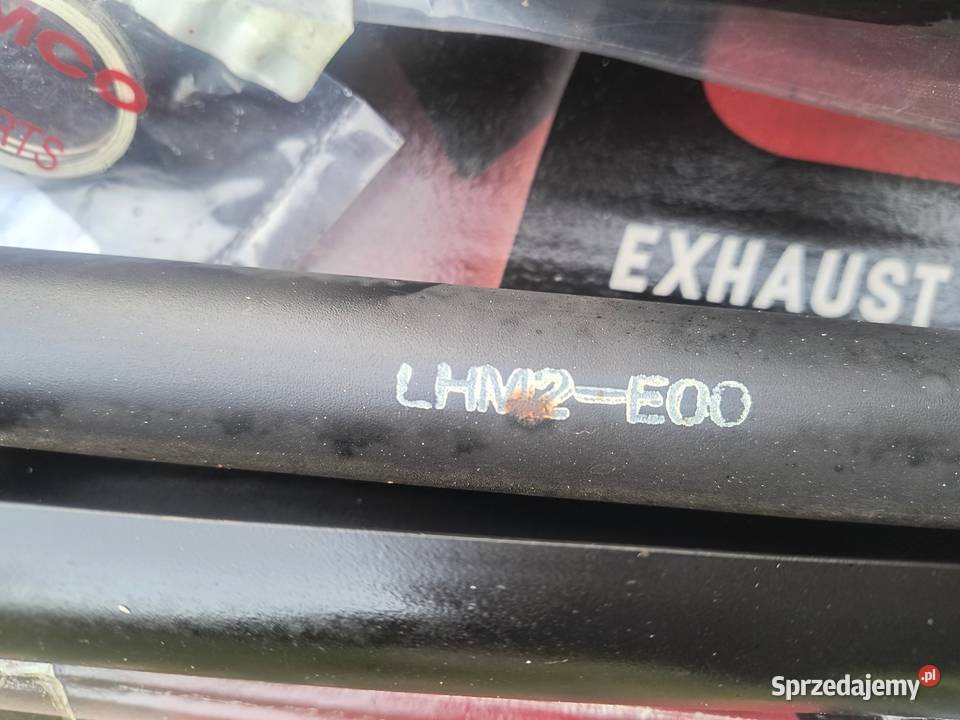 MCO
RTS
EXHAUST
LHM2-E00
Sprzedajemy.pl